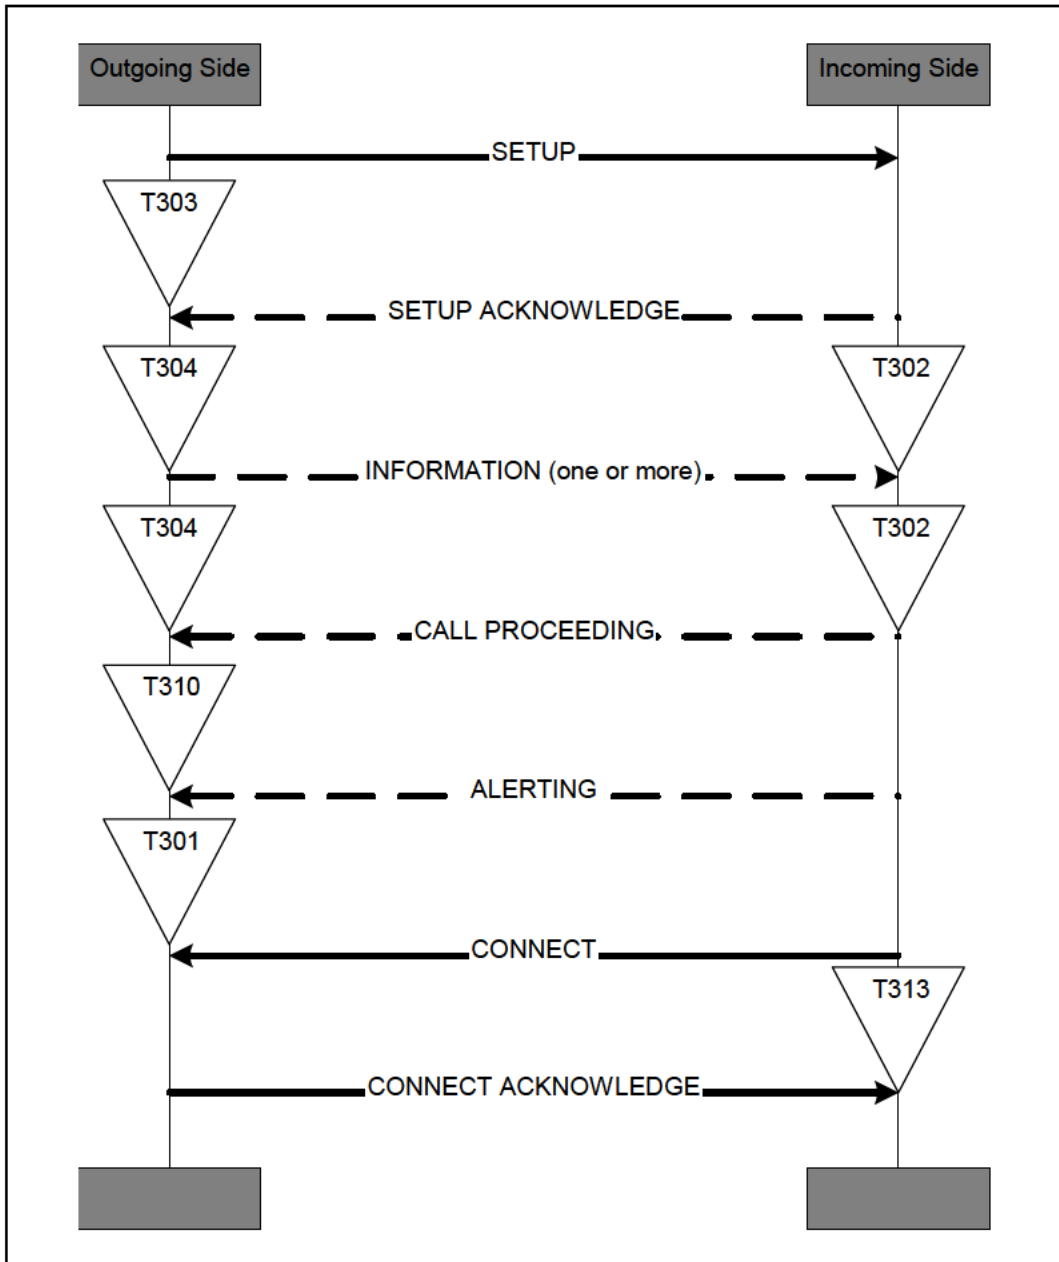 Outgoing Side
Incoming Side
SETUP
T303
SETUP ACKNOWLEDGE
T304
T302
INFORMATION (one or more)
T304
T302
CALL PROCEEDING
T310
ALERTING
T301
CONNECT
T313
CONNECT ACKNOWLEDGE